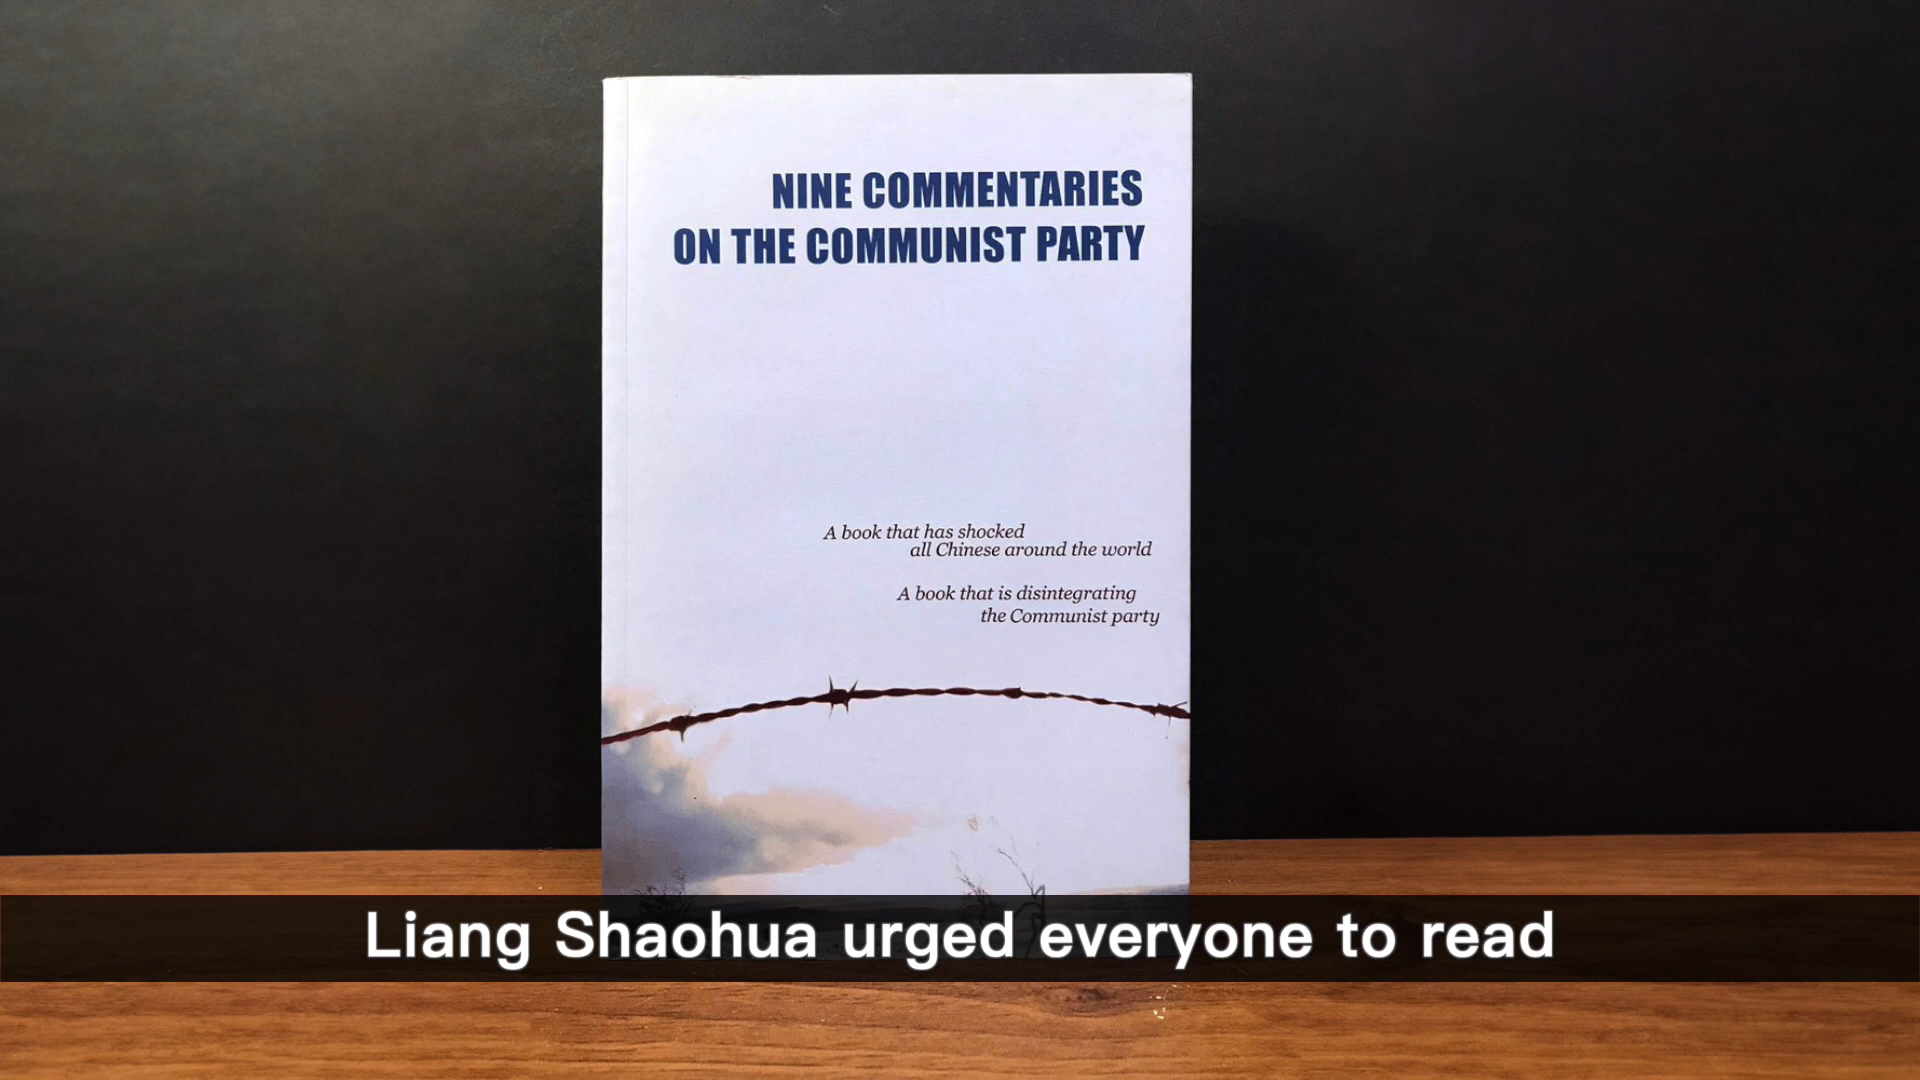 NINE COMMENTARIES
ON THE COMMUNIST PARTY
A book that has shocked
all Chinese around the world
A book that is disintegrating
the Communist party
Liang Shaohua urged everyone to read